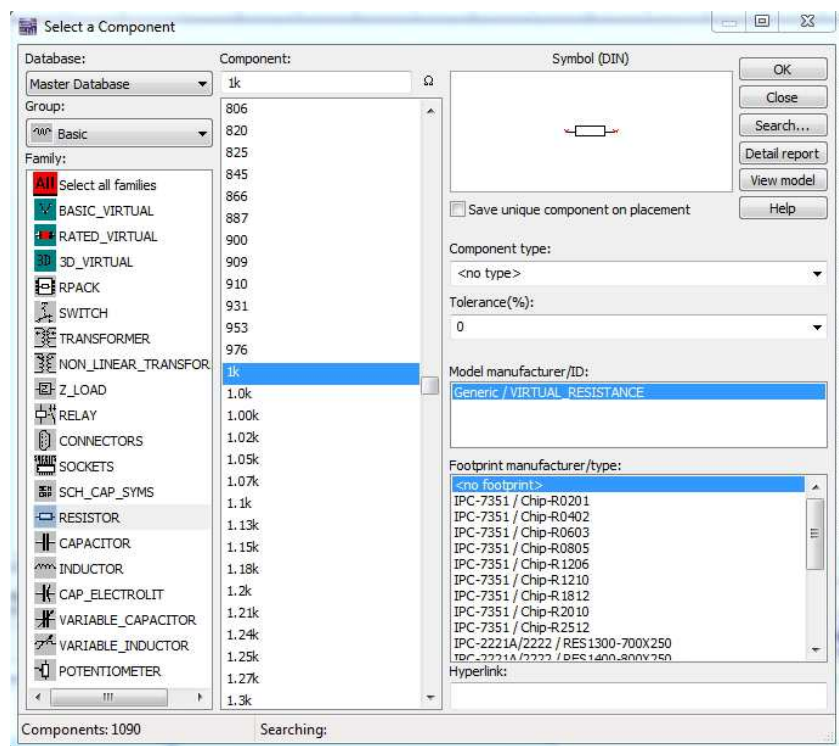 Select a Component
Database:
Master Database
Group:
Basic
Family:
All Select all families
BASIC_VIRTUAL
RATED_VIRTUAL
3D 3D_VIRTUAL
RPACK
SWITCH
TRANSFORMER
NON_LINEAR_TRANSFOR
Z_LOAD
RELAY
CONNECTORS
SOCKETS
SCH_CAP_SYMS
RESISTOR
CAPACITOR
INDUCTOR
CAP_ELECTROLIT
VARIABLE_CAPACITOR
VARIABLE_INDUCTOR
POTENTIOMETER
Component:
1k Ω
806
820
825
845
866
887
900
909
910
931
953
976
1k
1.0k
1.00k
1.02k
1.05k
1.07k
1.1k
1.13k
1.15k
1.18k
1.2k
1.21k
1.24k
1.25k
1.27k
1.3k
Symbol (DIN)
Save unique component on placement
Component type:
<no type>
Tolerance(%):
0
Model manufacturer/ID:
Generic / VIRTUAL_RESISTANCE
Footprint manufacturer/type:
<no footprint>
IPC-7351 / Chip-R0201
IPC-7351 / Chip-R0402
IPC-7351 / Chip-R0603
IPC-7351 / Chip-R0805
IPC-7351 / Chip-R1206
IPC-7351 / Chip-R1210
IPC-7351 / Chip-R1812
IPC-7351 / Chip-R2010
IPC-7351 / Chip-R2512
IPC-2221A/2222 / RES1300-700X250
IPC-2221A/2222 / RES1400-800X250
Hyperlink:
OK
Close
Search...
Detail report
View model
Help
Components: 1090
Searching: